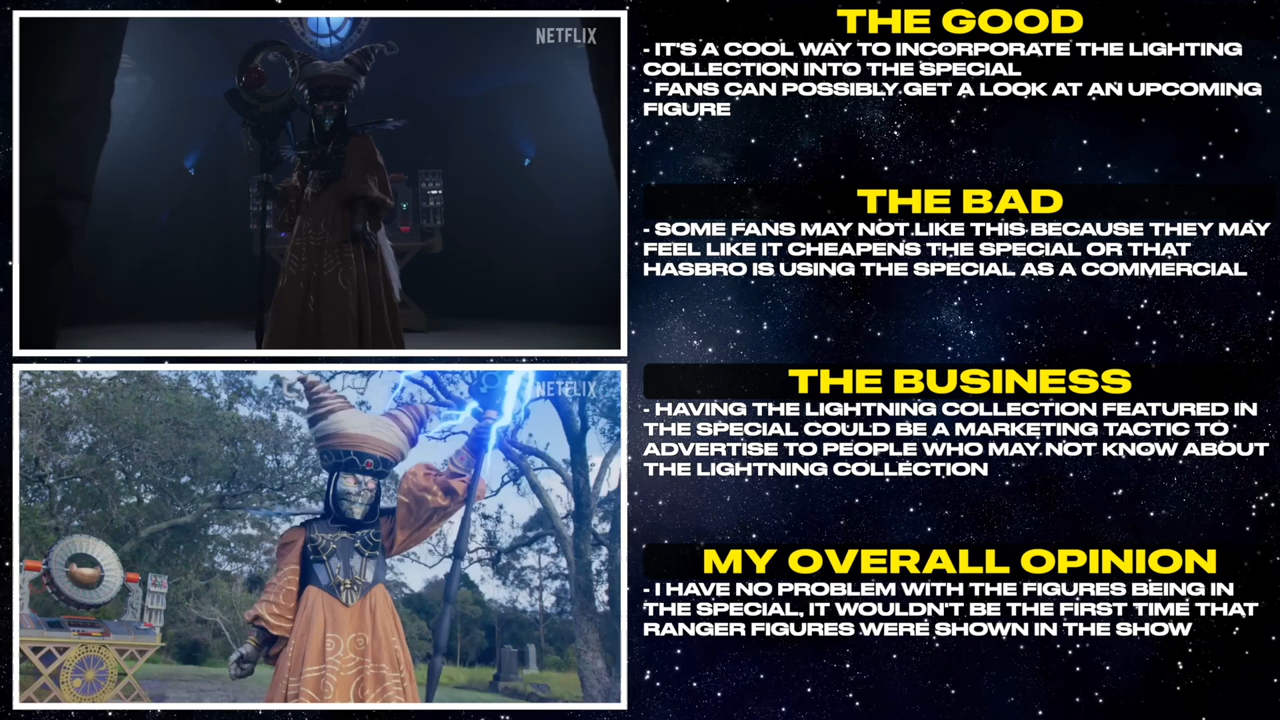 NETFLIX
NETFLIX
THE GOOD
- IT'S A COOL WAY TO INCORPORATE THE LIGHTING
COLLECTION INTO THE SPECIAL
- FANS CAN POSSIBLY GET A LOOK AT AN UPCOMING
FIGURE
THE BAD
- SOME FANS MAY NOT LIKE THIS BECAUSE THEY MAY
FEEL LIKE IT CHEAPENS THE SPECIAL OR THAT
HASBRO IS USING THE SPECIAL AS A COMMERCIAL
THE BUSINESS
- HAVING THE LIGHTNING COLLECTION FEATURED IN
THE SPECIAL COULD BE A MARKETING TACTIC TO
ADVERTISE TO PEOPLE WHO MAY NOT KNOW ABOUT
THE LIGHTNING COLLECTION
MY OVERALL OPINION
- I HAVE NO PROBLEM WITH THE FIGURES BEING IN
THE SPECIAL, IT WOULDN'T BE THE FIRST TIME THAT
RANGER FIGURES WERE SHOWN IN THE SHOW